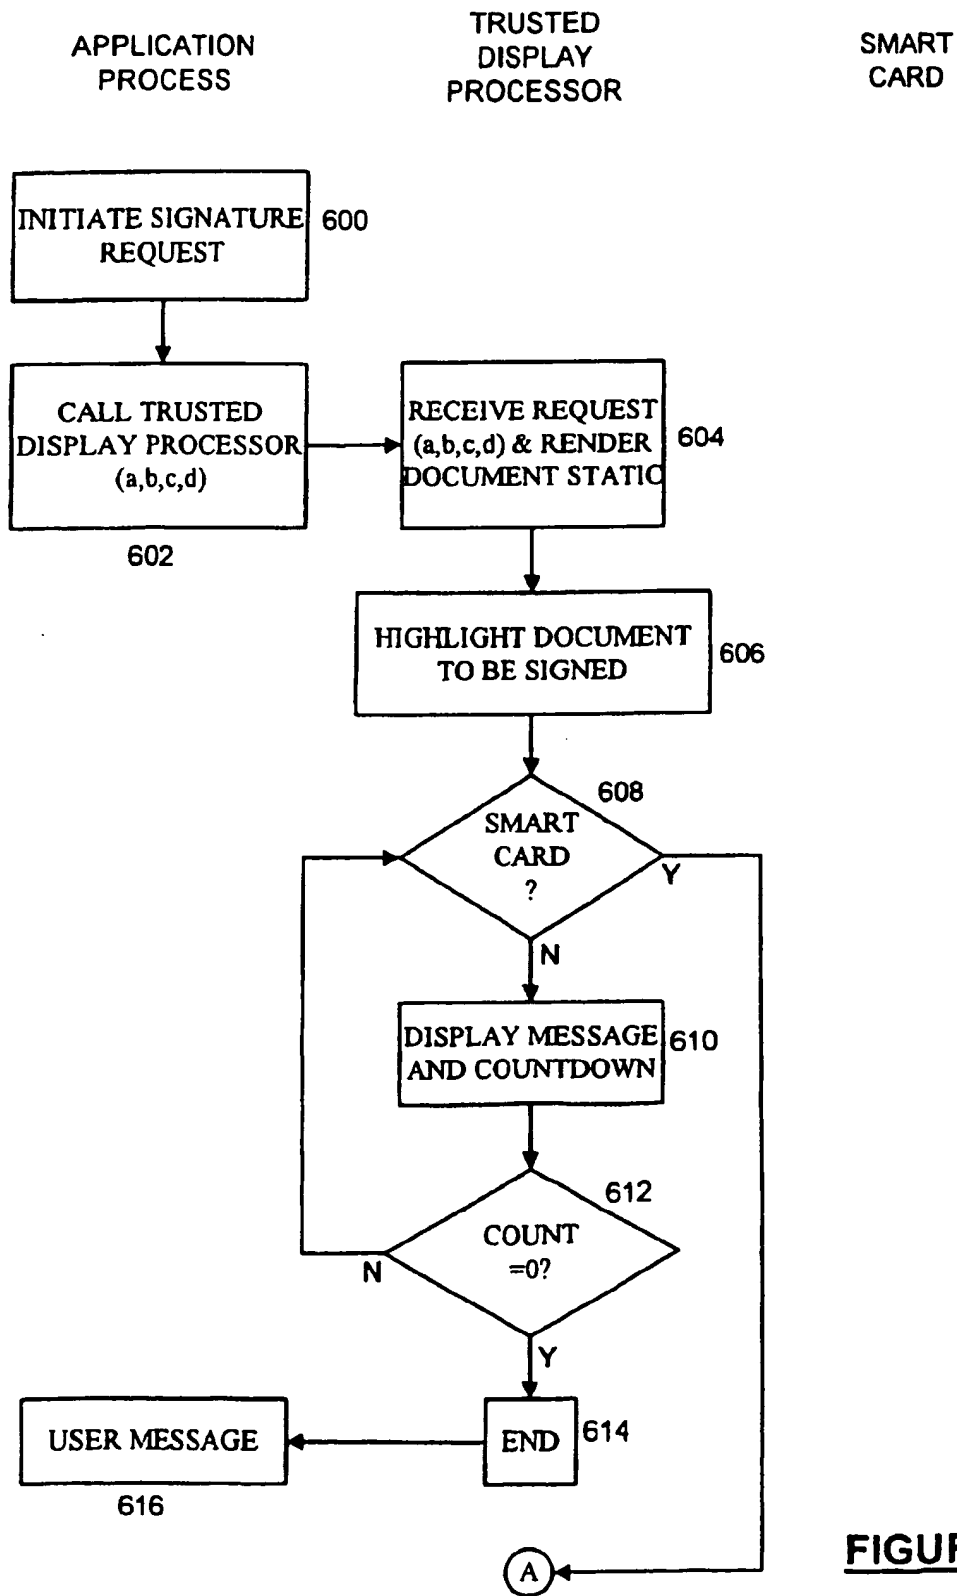 APPLICATION
PROCESS
TRUSTED
DISPLAY
PROCESSOR
SMART
CARD
INITIATE SIGNATURE
REQUEST
600
CALL TRUSTED
DISPLAY PROCESSOR
(a,b,c,d)
602
RECEIVE REQUEST
(a,b,c,d) & RENDER
DOCUMENT STATIC
604
HIGHLIGHT DOCUMENT
TO BE SIGNED
606
608
SMART
CARD
?
Y
N
DISPLAY MESSAGE
AND COUNTDOWN
610
612
COUNT
=0?
N
Y
END
614
USER MESSAGE
616
A